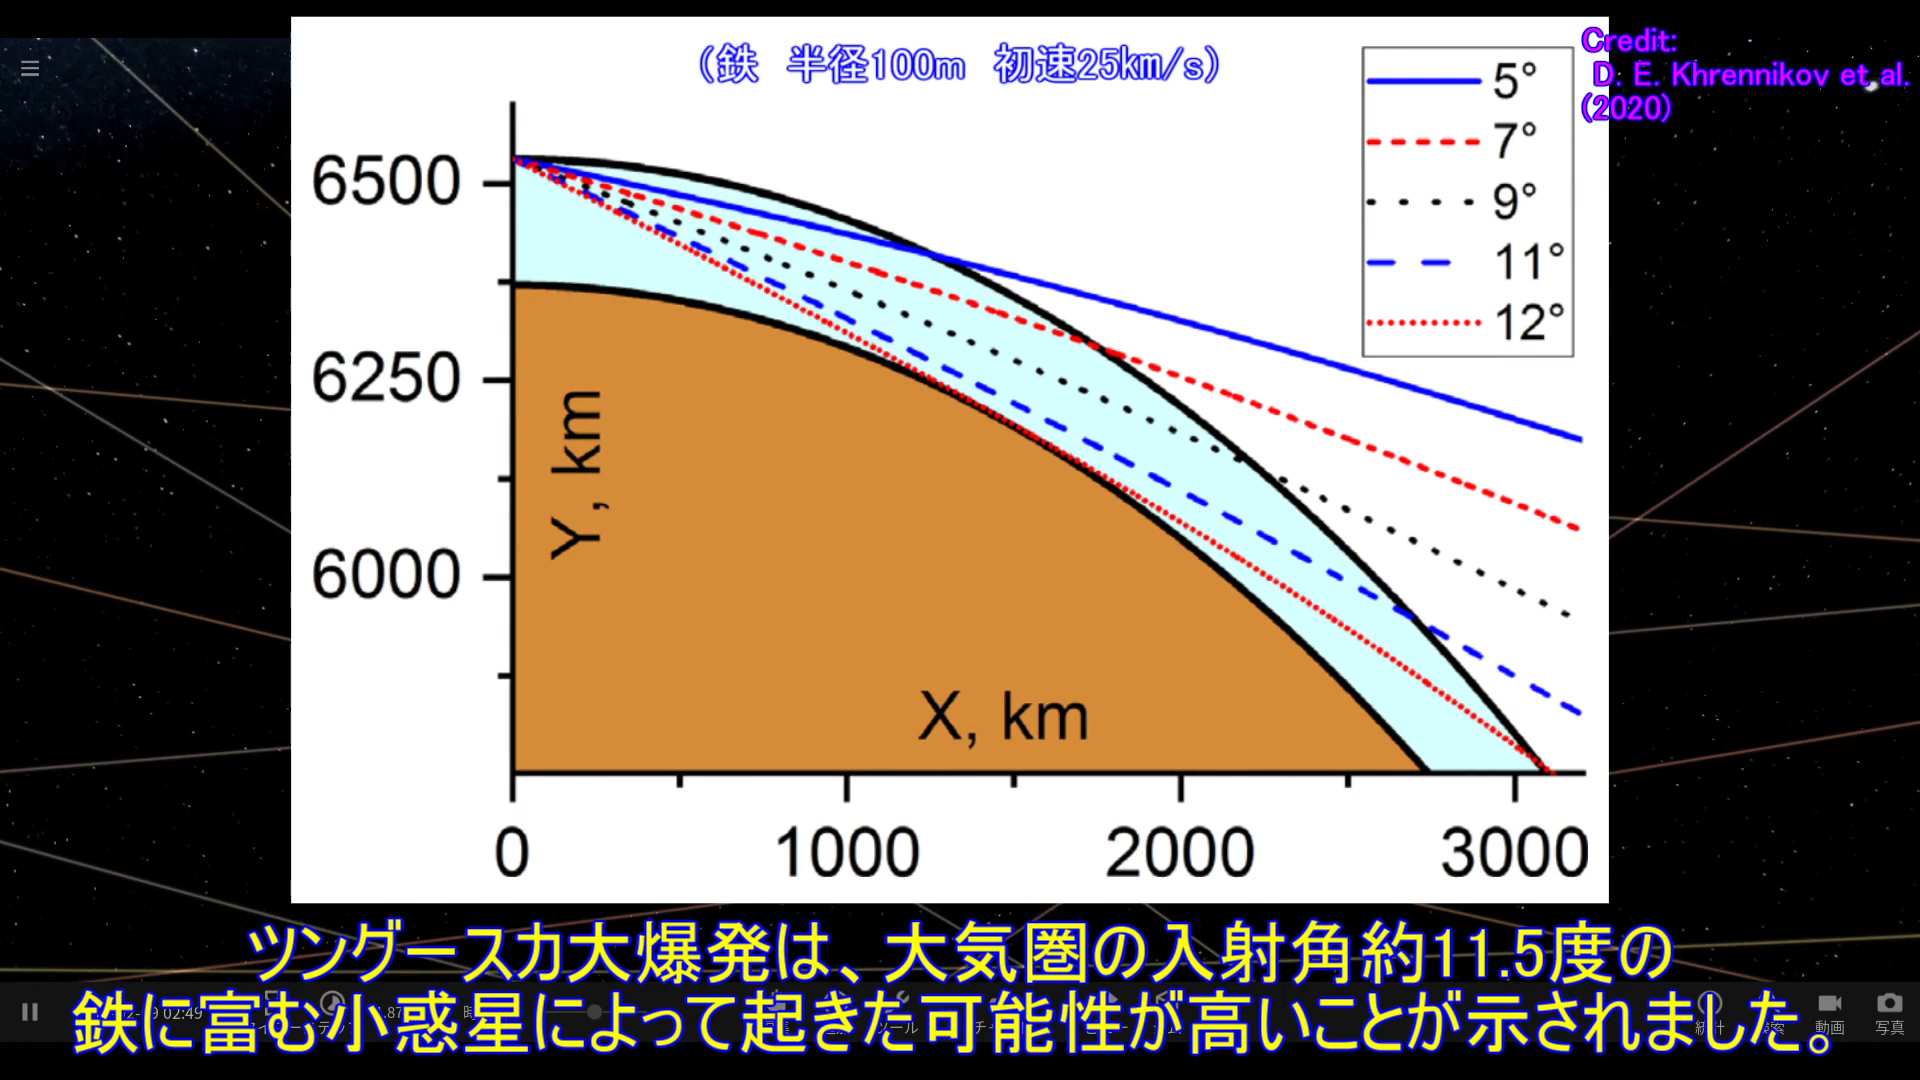 (鉄 半径100m 初速25km/s)
Credit:
D. E. Khrennikov et al.
(2020)
5°
7°
9°
11°
12°
6500
6250
6000
Y, km
X, km
0
1000
2000
3000
ツングースカ大爆発は、大気圏の入射角約11.5度の
鉄に富む小惑星によって起きた可能性が高いことが示されました。
動画
写真